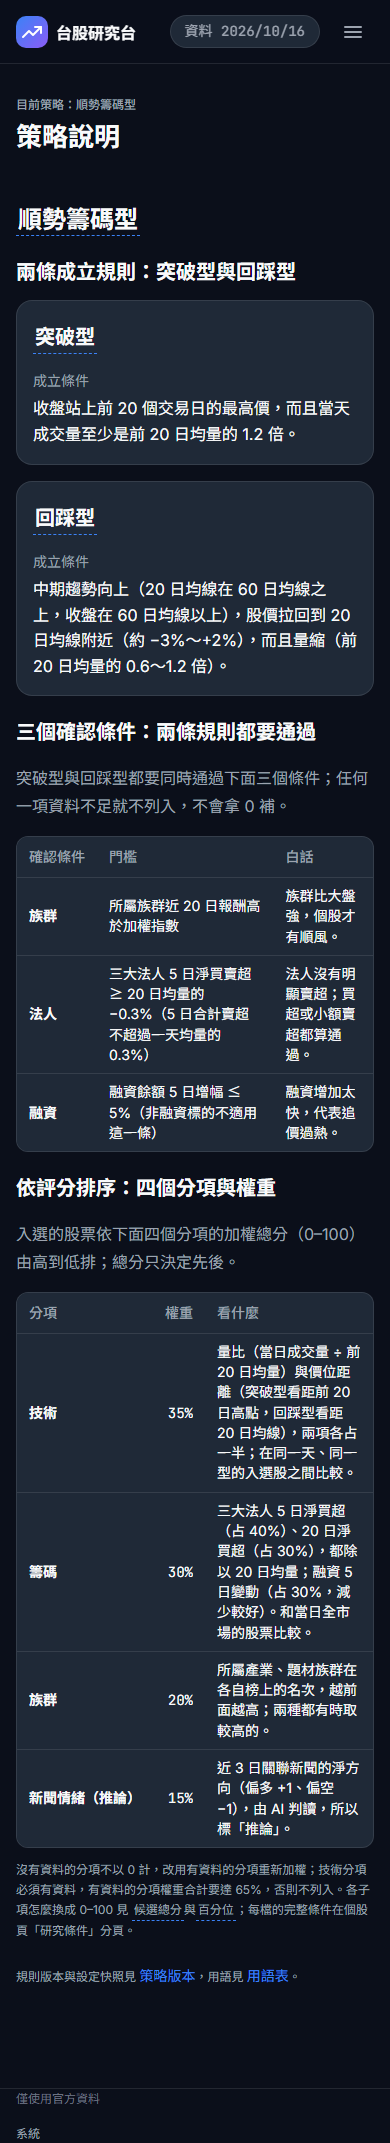 台股研究台
資料 2026/10/16
目前策略：順勢籌碼型
策略說明
順勢籌碼型
兩條成立規則：突破型與回踩型
突破型
成立條件
收盤站上前 20 個交易日的最高價，而且當天
成交量至少是前 20 日均量的 1.2 倍。
回踩型
成立條件
中期趨勢向上（20 日均線在 60 日均線之
上，收盤在 60 日均線以上），股價拉回到 20
日均線附近（約 −3%～+2%），而且量縮（前
20 日均量的 0.6～1.2 倍）。
三個確認條件：兩條規則都要通過
突破型與回踩型都要同時通過下面三個條件；任何
一項資料不足就不列入，不會拿 0 補。
確認條件 門檻 白話
族群
所屬族群近 20 日報酬高
於加權指數
族群比大盤
強，個股才
有順風。
法人
三大法人 5 日淨買賣超
≥ 20 日均量的
−0.3%（5 日合計賣超
不超過一天均量的
0.3%）
法人沒有明
顯賣超；買
超或小額賣
超都算通
過。
融資
融資餘額 5 日增幅 ≤
5%（非融資標的不適用
這一條）
融資增加太
快，代表追
價過熱。
依評分排序：四個分項與權重
入選的股票依下面四個分項的加權總分（0–100）
由高到低排；總分只決定先後。
分項 權重 看什麼
技術 35%
量比（當日成交量 ÷ 前
20 日均量）與價位距
離（突破型看距前 20
日高點，回踩型看距
20 日均線），兩項各占
一半；在同一天、同一
型的入選股之間比較。
籌碼 30%
三大法人 5 日淨買超
（占 40%）、20 日淨
買超（占 30%），都除
以 20 日均量；融資 5
日變動（占 30%，減
少較好）。和當日全市
場的股票比較。
族群 20%
所屬產業、題材族群在
各自榜上的名次，越前
面越高；兩種都有時取
較高的。
新聞情緒（推論） 15%
近 3 日關聯新聞的淨方
向（偏多 +1、偏空
−1），由 AI 判讀，所以
標「推論」。
沒有資料的分項不以 0 計，改用有資料的分項重新加權；技術分項
必須有資料，有資料的分項權重合計要達 65%，否則不列入。各子
項怎麼換成 0–100 見 候選總分 與 百分位；每檔的完整條件在個股
頁「研究條件」分頁。
規則版本與設定快照見 策略版本，用語見 用語表。
僅使用官方資料
系統